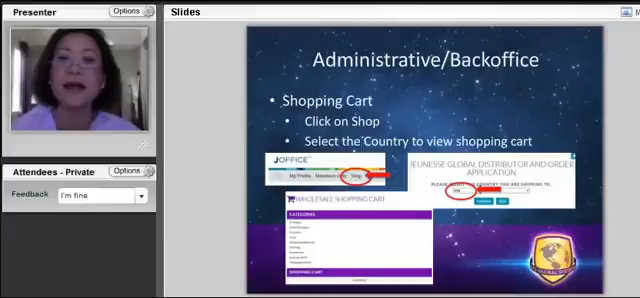 Presenter
Options
Slides
Administrative/Backoffice
• Shopping Cart
• Click on Shop
• Select the Country to view shopping cart
JOFFICE
My Profile
Shop
JEUNESSE GLOBAL DISTRIBUTOR AND ORDER
APPLICATION
PLEASE SELECT THE COUNTRY YOU ARE SHIPPING TO
WHOLESALE SHOPPING CART
CATEGORIES
SHOPPING CART
Attendees - Private
Options
Feedback
I'm fine